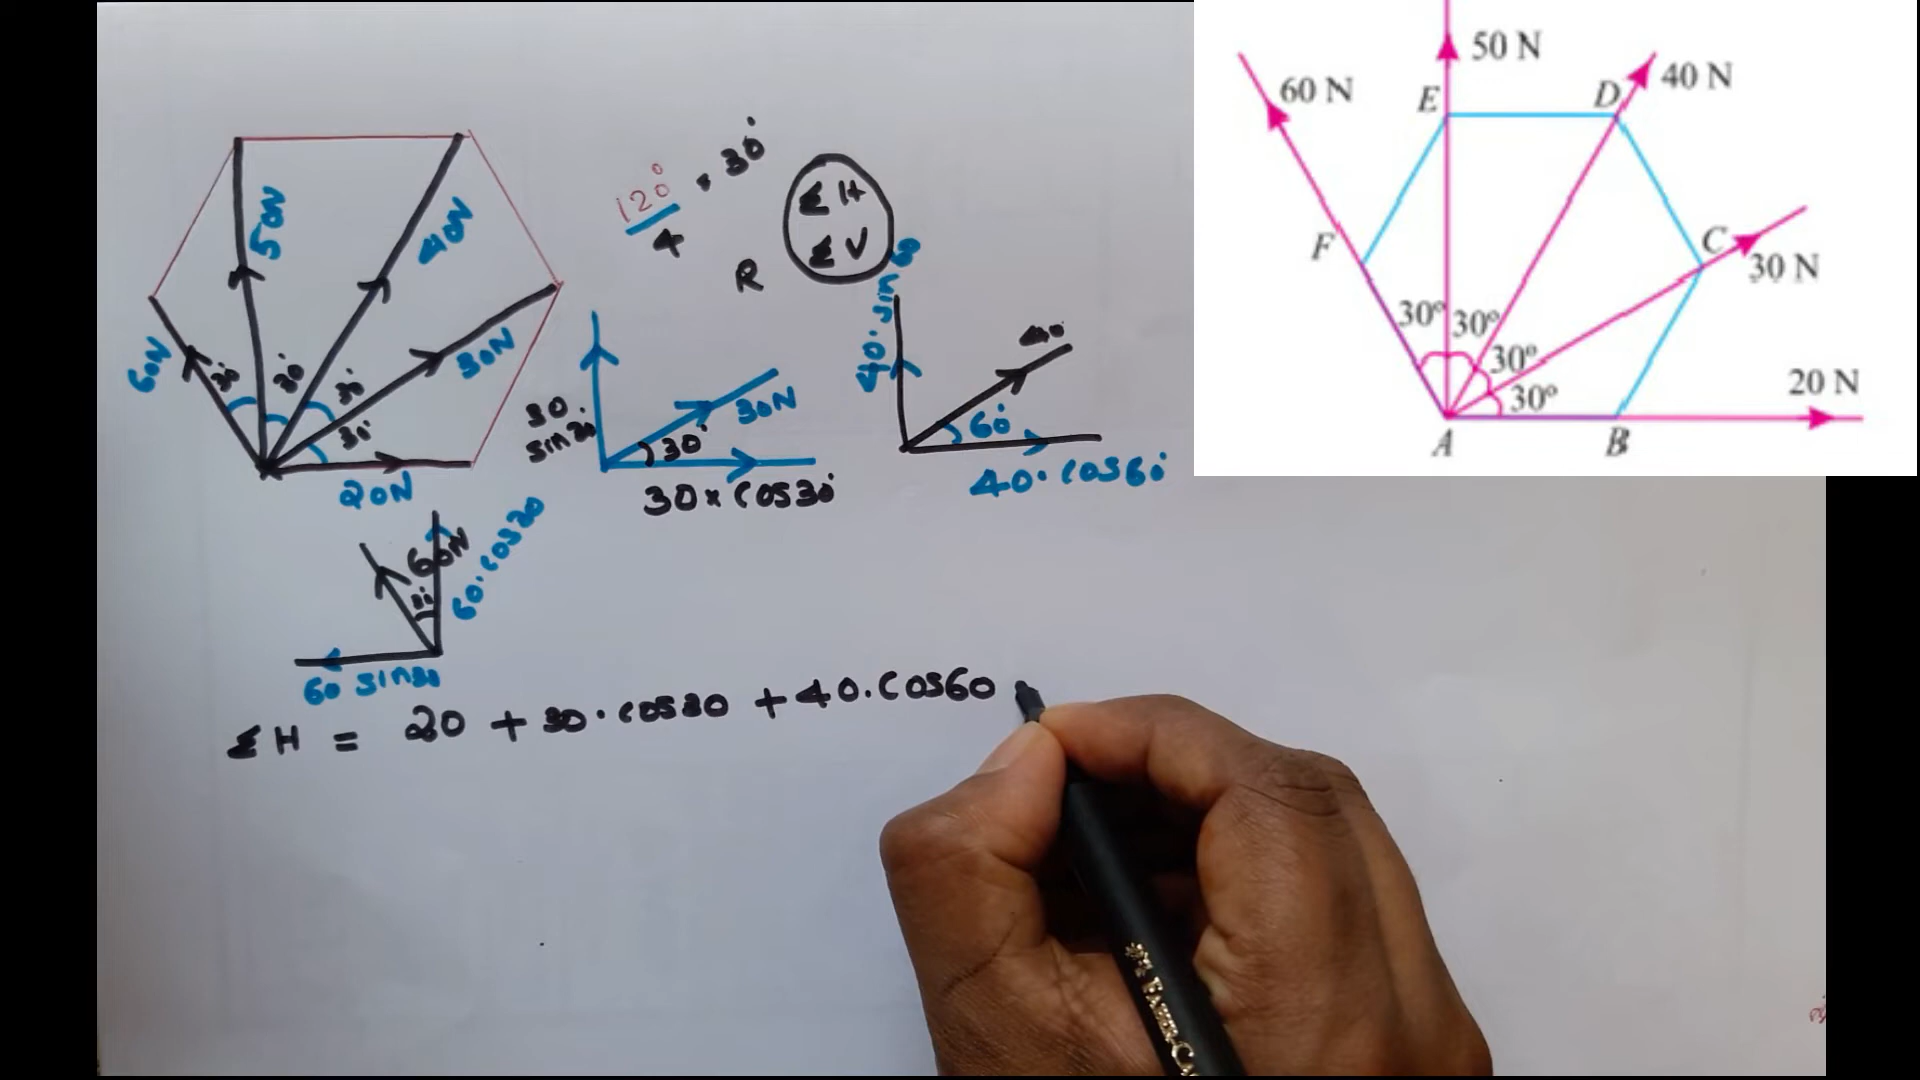 50N
40N
30N
60N
30°
30°
30°
30°
20N
120°
4
= 30°
R
ΣH
ΣV
30.
sin30
30N
30°
30 x cos30°
40
60°
40. cos60°
60N
30°
60.cos30
60 sin30
ΣH = 20 + 30.cos30 + 40.cos60
50 N
60 N
40 N
E
D
F
C
30 N
30°
30°
30°
30°
20 N
A
B